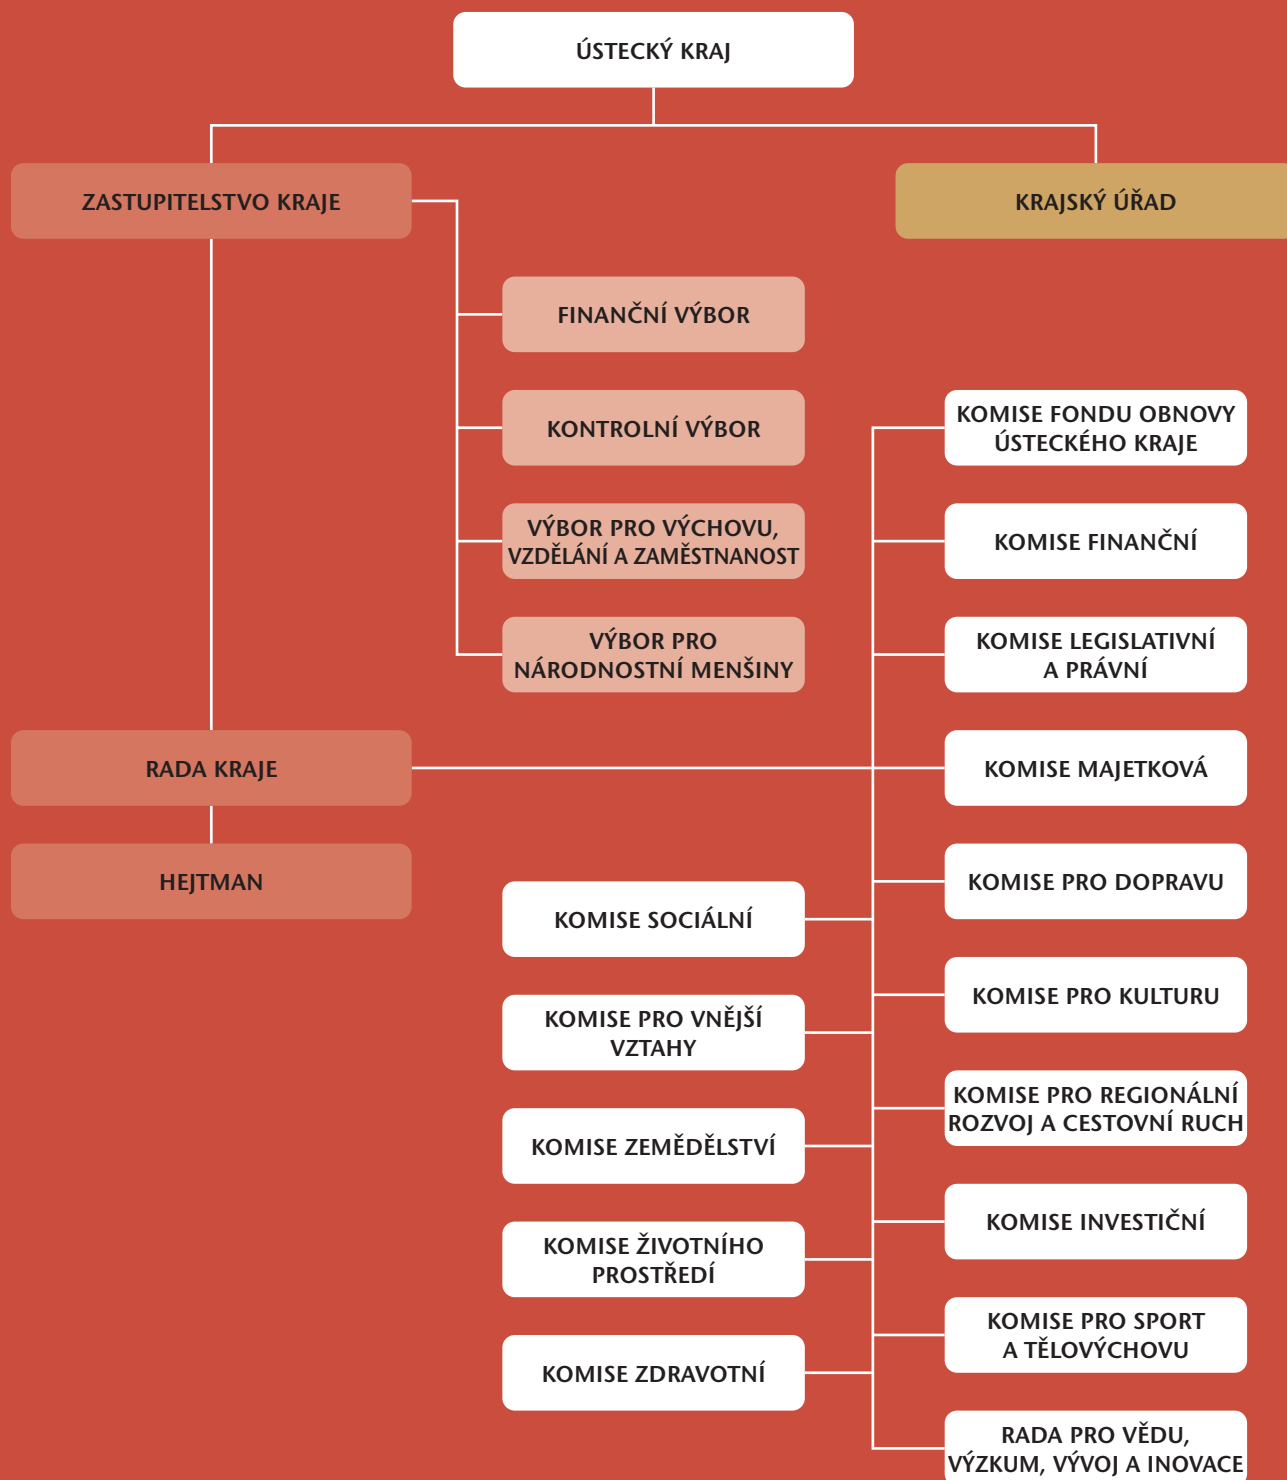 ÚSTECKÝ KRAJ
ZASTUPITELSTVO KRAJE
KRAJSKÝ ÚŘAD
FINANČNÍ VÝBOR
KONTROLNÍ VÝBOR
VÝBOR PRO VÝCHOVU,
VZDĚLÁNÍ A ZAMĚSTNANOST
VÝBOR PRO
NÁRODNOSTNÍ MENŠINY
RADA KRAJE
HEJTMAN
KOMISE FONDU OBNOVY
ÚSTECKÉHO KRAJE
KOMISE FINANČNÍ
KOMISE LEGISLATIVNÍ
A PRÁVNÍ
KOMISE MAJETKOVÁ
KOMISE PRO DOPRAVU
KOMISE PRO KULTURU
KOMISE PRO REGIONÁLNÍ
ROZVOJ A CESTOVNÍ RUCH
KOMISE INVESTIČNÍ
KOMISE PRO SPORT
A TĚLOVÝCHOVU
RADA PRO VĚDU,
VÝZKUM, VÝVOJ A INOVACE
KOMISE SOCIÁLNÍ
KOMISE PRO VNĚJŠÍ
VZTAHY
KOMISE ZEMĚDĚLSTVÍ
KOMISE ŽIVOTNÍHO
PROSTŘEDÍ
KOMISE ZDRAVOTNÍ